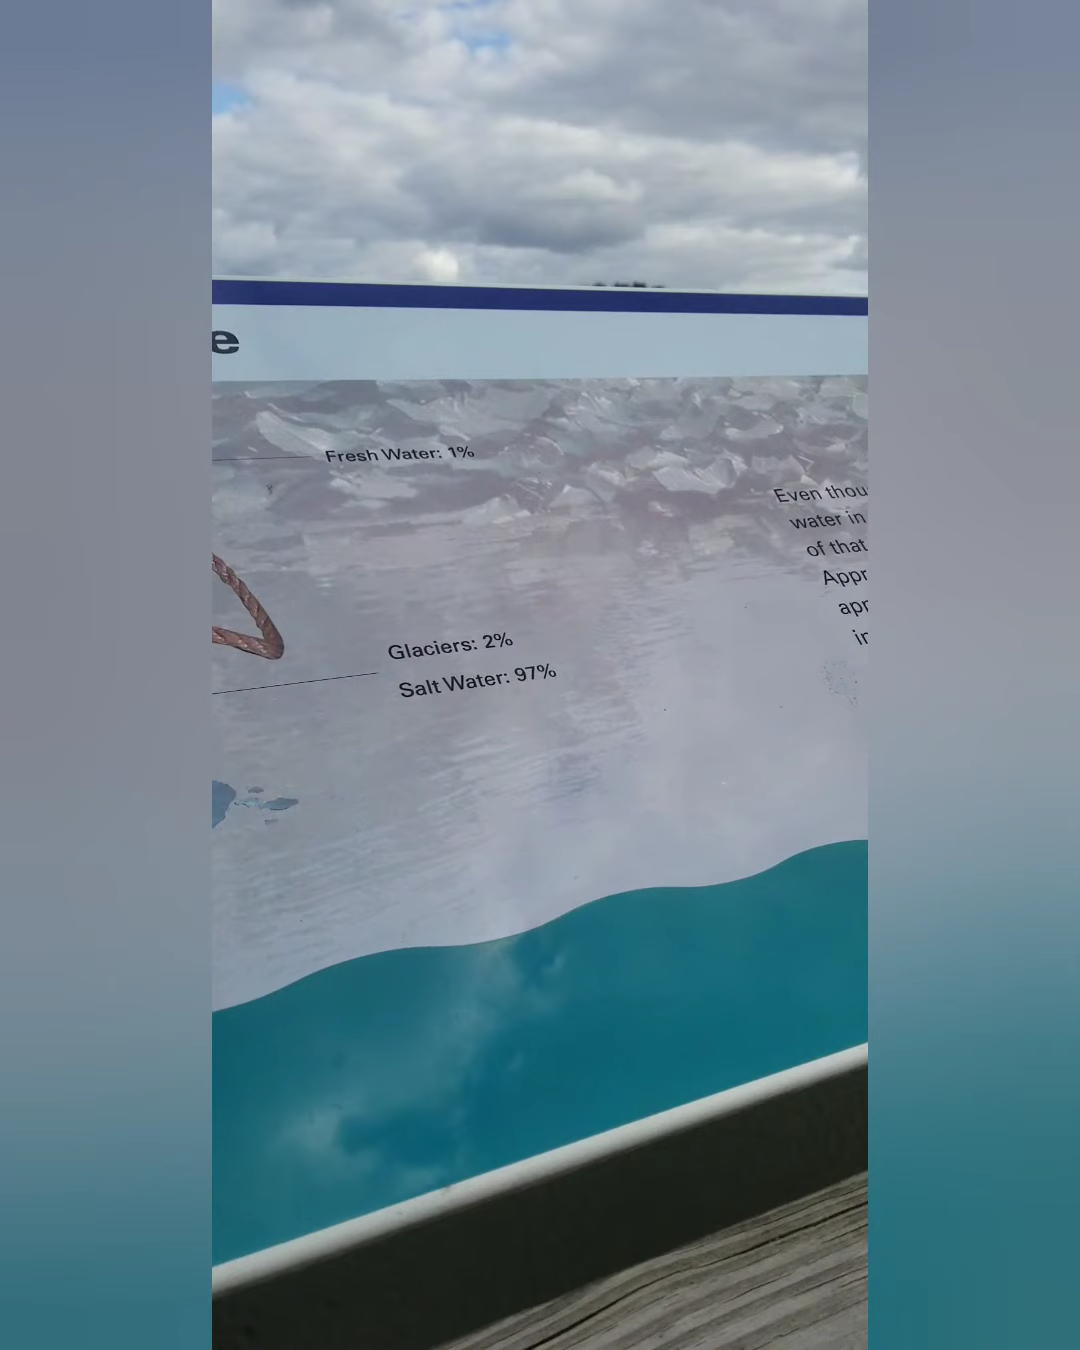 e
Fresh Water: 1%
Even thou
water in
of that
Appr
apr
in
Glaciers: 2%
Salt Water: 97%